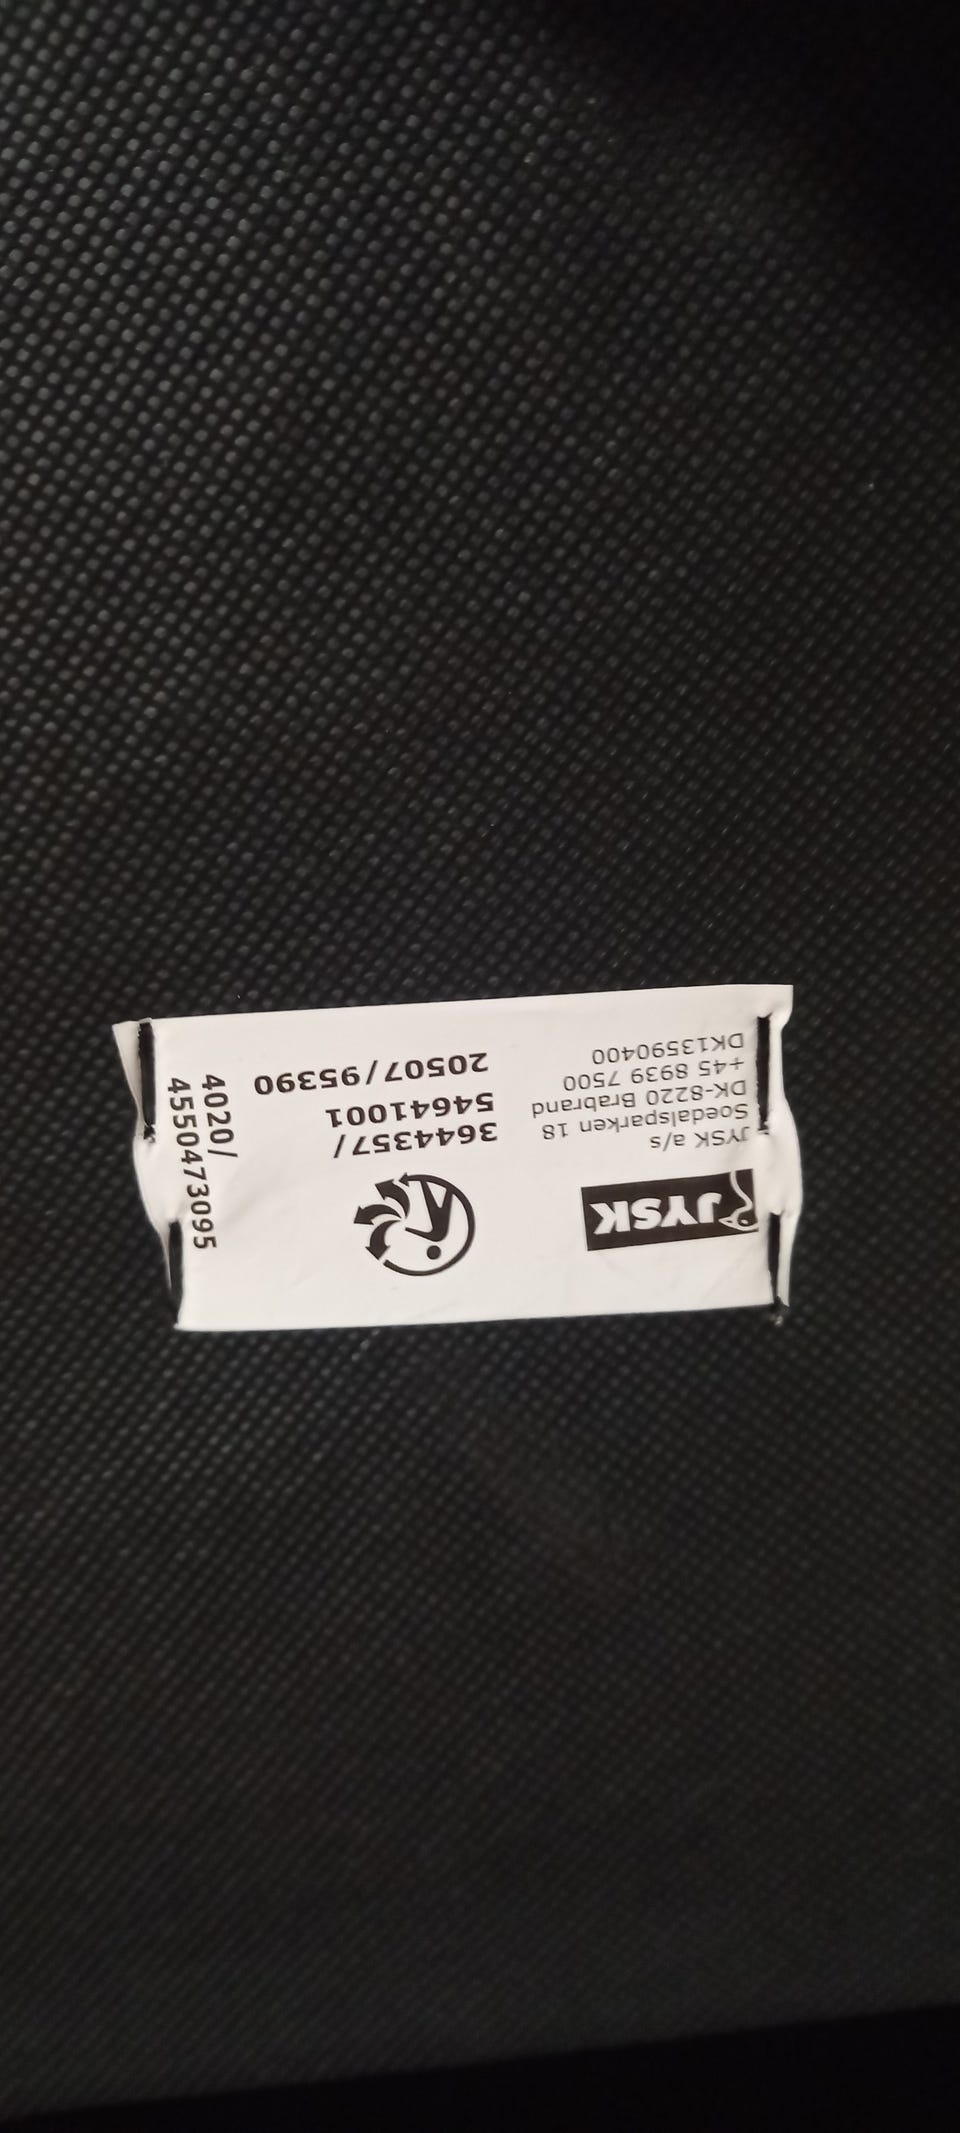 JYSK
JYSK a/s
Soedalsparken 18
DK-8220 Brabrand
+45 8939 7500
DK13590400
3644357/
54641001
20507/95390
4020/
4550473095